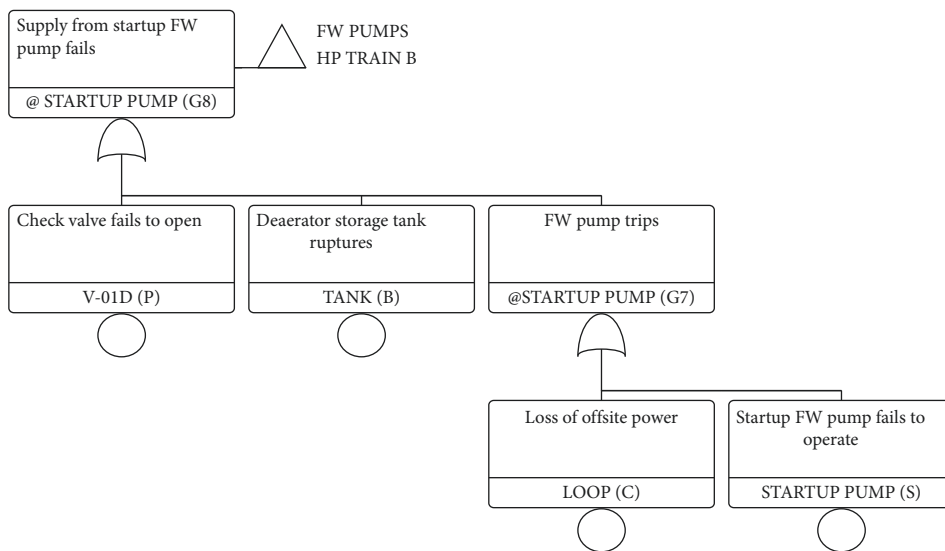 Supply from startup FW
pump fails
@ STARTUP PUMP (G8)
FW PUMPS
HP TRAIN B
Check valve fails to open
V-01D (P)
Deaerator storage tank
ruptures
TANK (B)
FW pump trips
@STARTUP PUMP (G7)
Loss of offsite power
LOOP (C)
Startup FW pump fails to
operate
STARTUP PUMP (S)